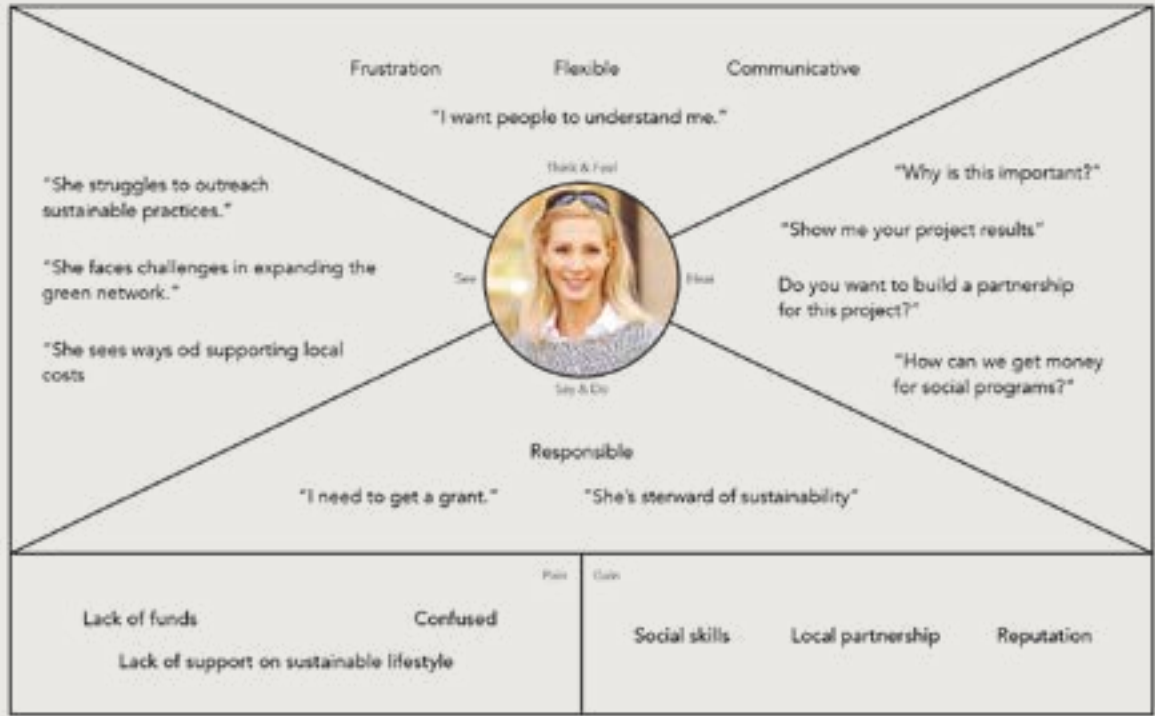 Frustration Flexible Communicative
"I want people to understand me."
Think & Feel
"She struggles to outreach
sustainable practices."
"She faces challenges in expanding the
green network."
"She sees ways od supporting local
costs
See
Hear
"Why is this important?"
"Show me your project results"
Do you want to build a partnership
for this project?"
"How can we get money
for social programs?"
Say & Do
Responsible
"I need to get a grant." "She's sterward of sustainability"
Pain
Lack of funds Confused
Lack of support on sustainable lifestyle
Gain
Social skills Local partnership Reputation